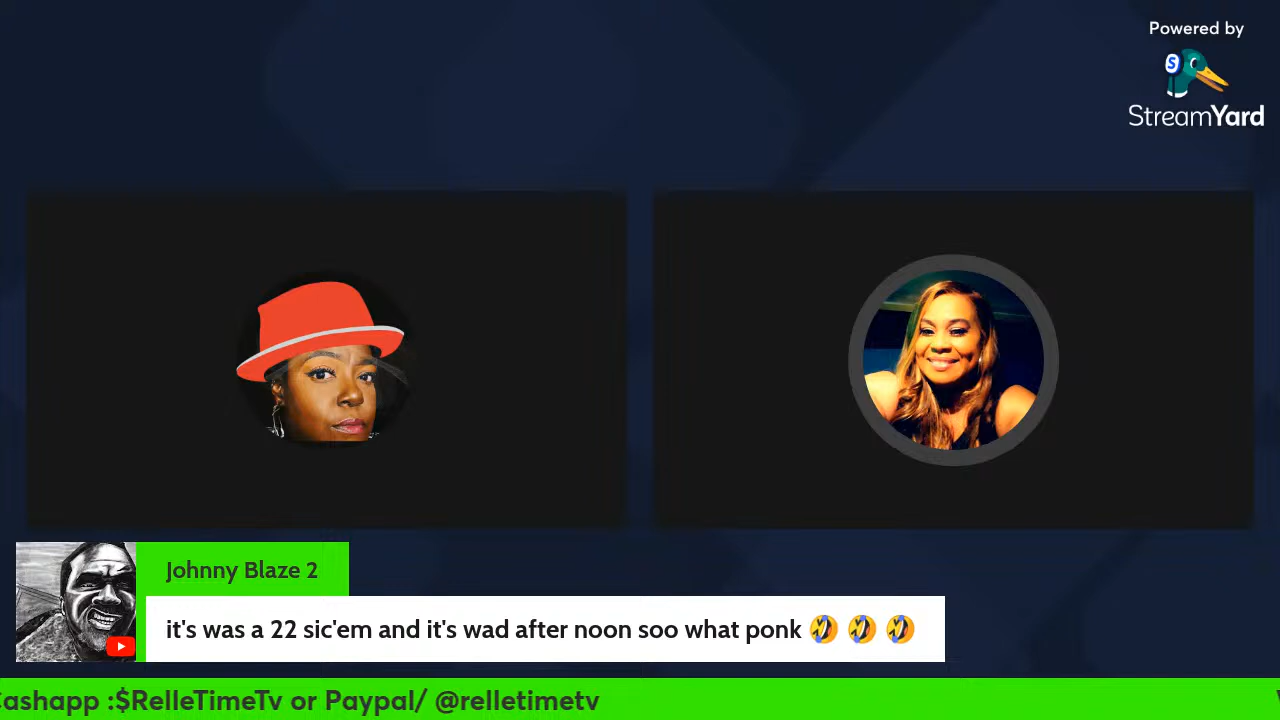 Powered by
S
StreamYard
Johnny Blaze 2
it's was a 22 sic'em and it's wad after noon soo what ponk 🤣 🤣 🤣
Cashapp :$RelleTimeTv or Paypal/ @relletimetv